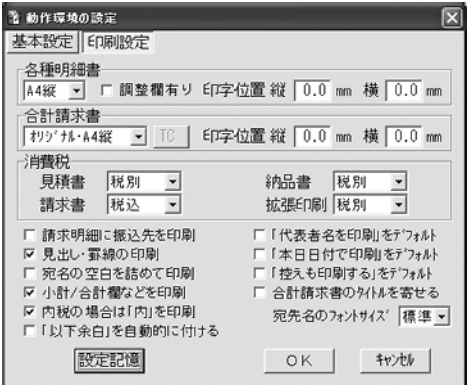 動作環境の設定
基本設定 印刷設定
各種明細書
A4縦 調整欄有り 印字位置 縦 0.0 mm 横 0.0 mm
合計請求書
ｵﾘｼﾞﾅﾙ･A4縦 TC 印字位置 縦 0.0 mm 横 0.0 mm
消費税
見積書 税別 納品書 税別
請求書 税込 拡張印刷 税別
請求明細に振込先を印刷 「代表者名を印刷」をﾃﾞﾌｫﾙﾄ
見出し・罫線の印刷 「本日日付で印刷」をﾃﾞﾌｫﾙﾄ
宛名の空白を詰めて印刷 「控えも印刷する」をﾃﾞﾌｫﾙﾄ
小計/合計欄などを印刷 合計請求書のﾀｲﾄﾙを寄せる
内税の場合は「内」を印刷 宛先名のﾌｫﾝﾄｻｲｽﾞ 標準
「以下余白」を自動的に付ける
設定記憶 OK ｷｬﾝｾﾙ